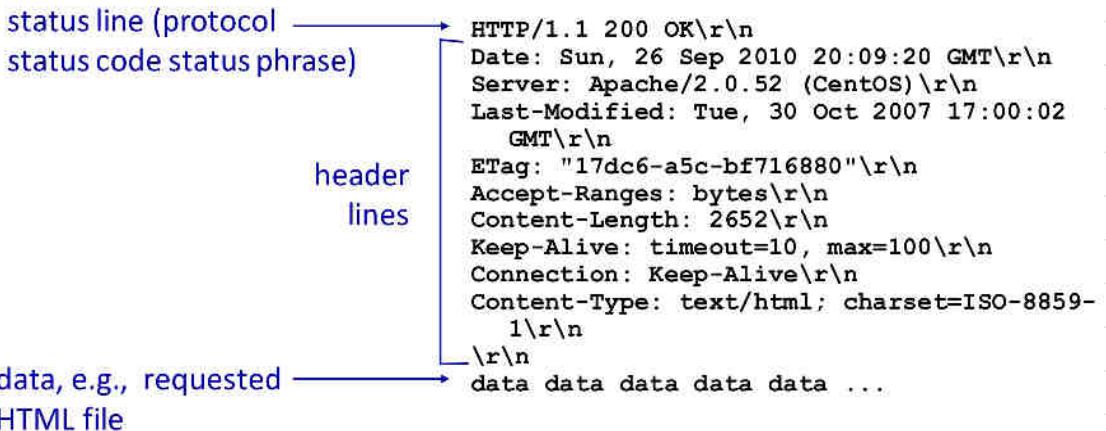 status line (protocol
status code status phrase)
HTTP/1.1 200 OK\r\n
Date: Sun, 26 Sep 2010 20:09:20 GMT\r\n
Server: Apache/2.0.52 (CentOS)\r\n
Last-Modified: Tue, 30 Oct 2007 17:00:02
GMT\r\n
ETag: "17dc6-a5c-bf716880"\r\n
Accept-Ranges: bytes\r\n
Content-Length: 2652\r\n
Keep-Alive: timeout=10, max=100\r\n
Connection: Keep-Alive\r\n
Content-Type: text/html; charset=ISO-8859-
1\r\n
\r\n
header
lines
data data data data data ...
data, e.g., requested
HTML file